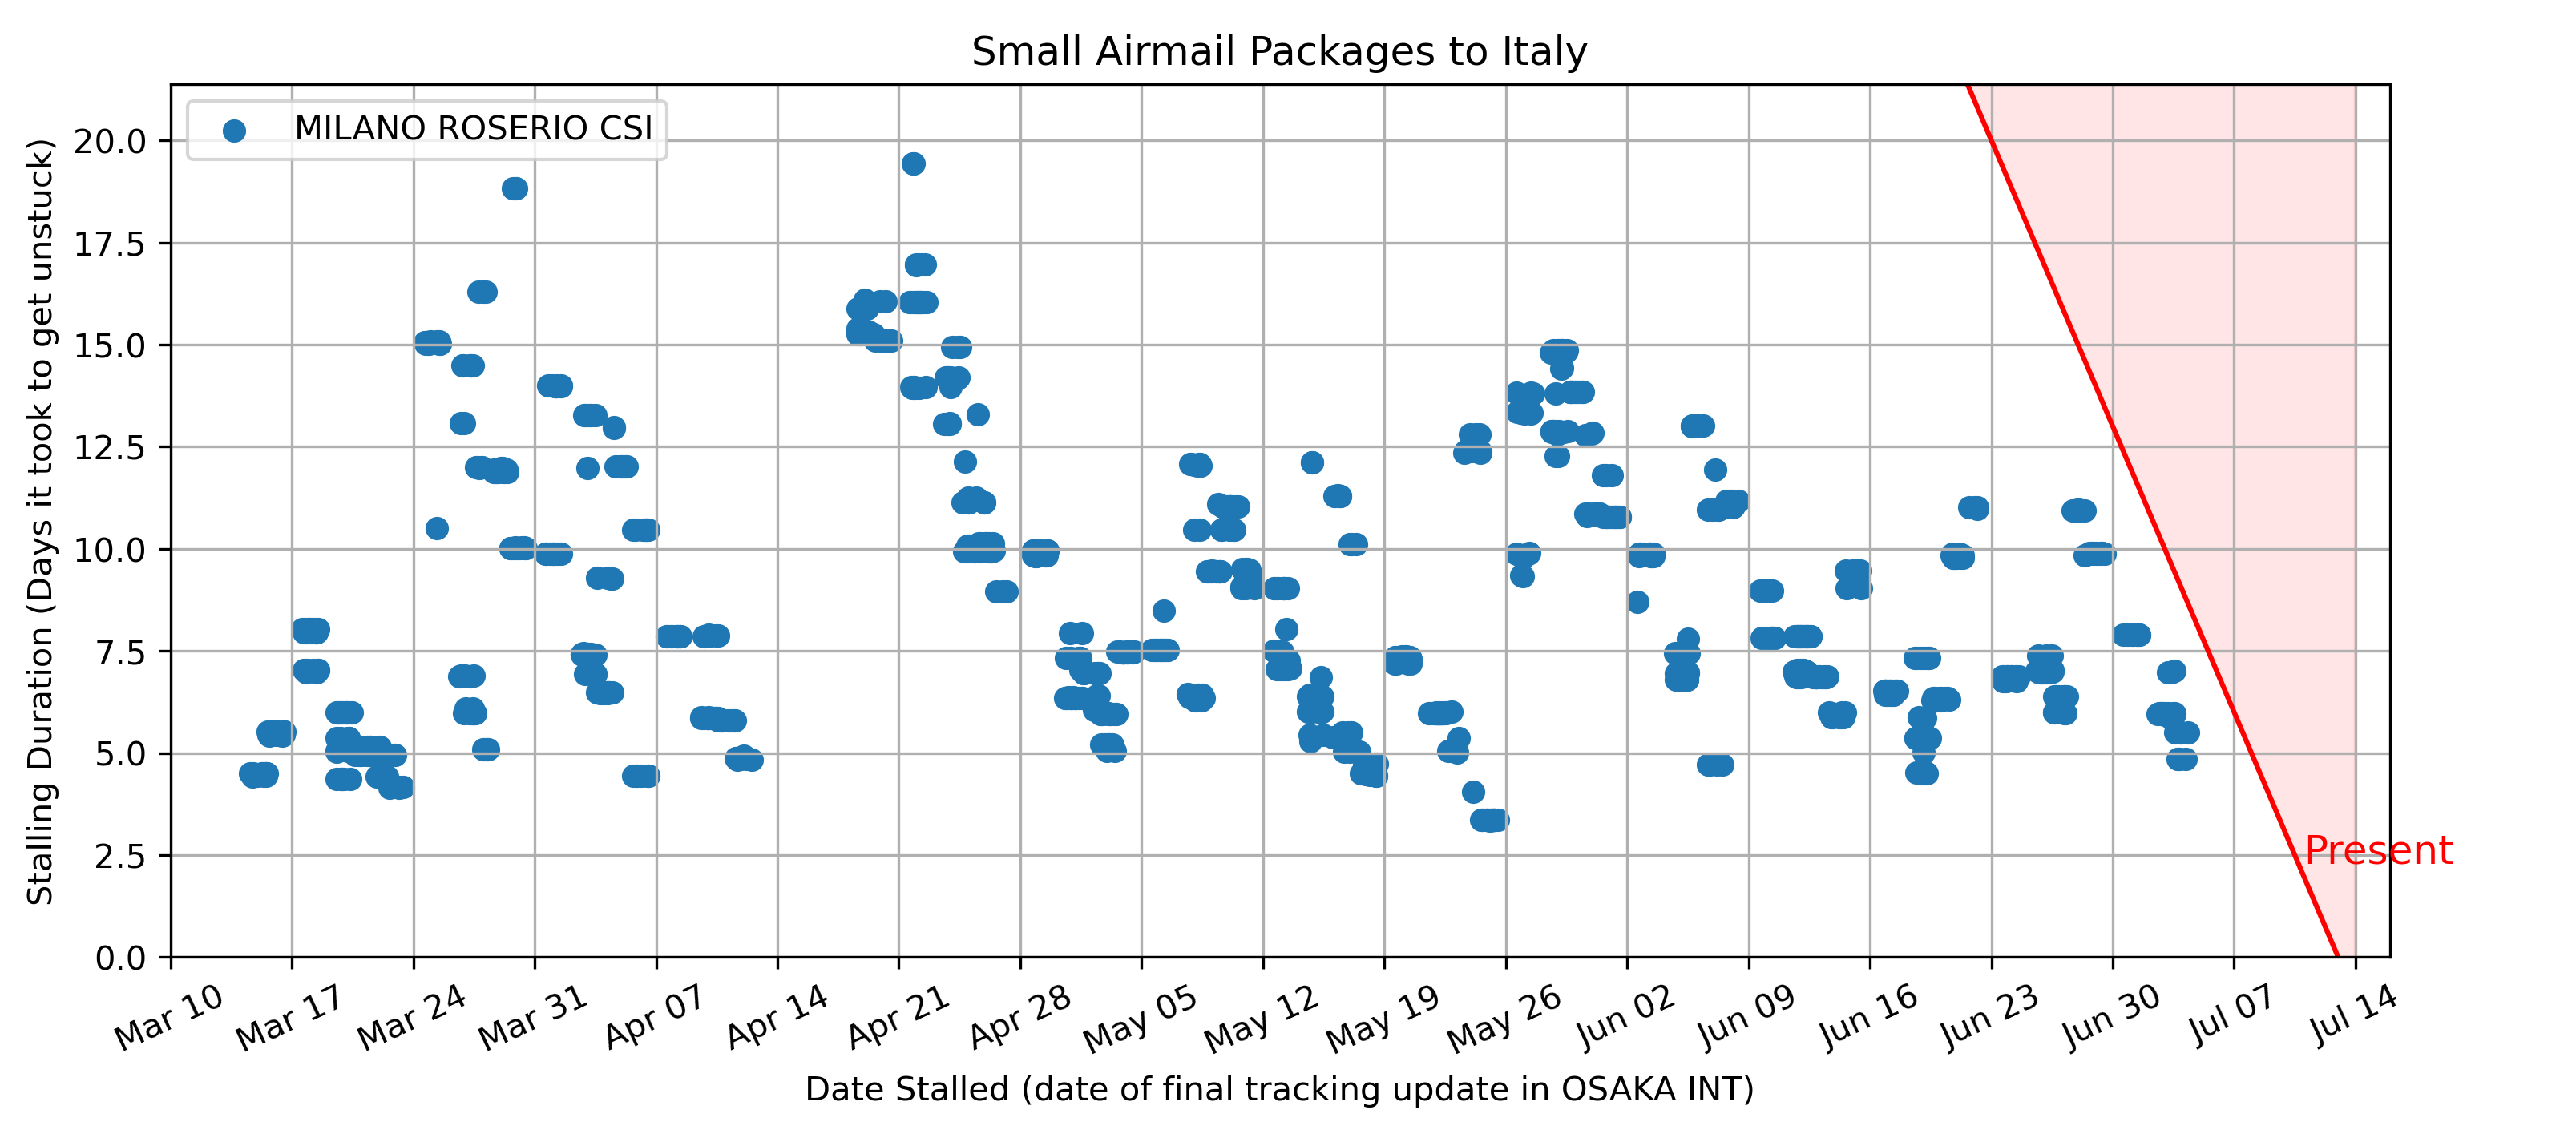 Small Airmail Packages to Italy
MILANO ROSERIO CSI
Stalling Duration (Days it took to get unstuck)
20.0
17.5
15.0
12.5
10.0
7.5
5.0
2.5
0.0
Present
Mar 10 Mar 17 Mar 24 Mar 31 Apr 07 Apr 14 Apr 21 Apr 28 May 05 May 12 May 19 May 26 Jun 02 Jun 09 Jun 16 Jun 23 Jun 30 Jul 07 Jul 14
Date Stalled (date of final tracking update in OSAKA INT)